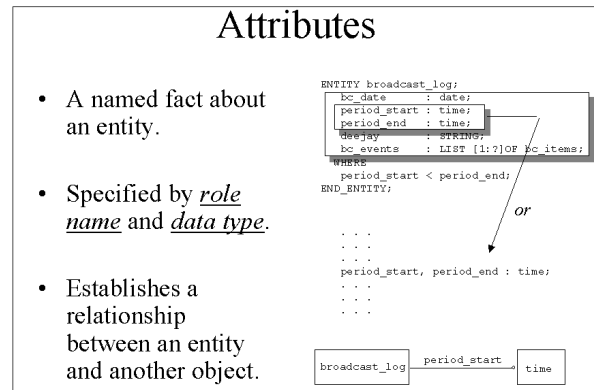 Attributes
• A named fact about
an entity.
• Specified by role
name and data type.
• Establishes a
relationship
between an entity
and another object.
ENTITY broadcast_log;
bc_date : date;
period_start : time;
period_end : time;
deejay : STRING;
bc_events : LIST [1:?]OF bc_items;
WHERE
period_start < period_end;
END_ENTITY;
or
. . .
. . .
. . .
period_start, period_end : time;
. . .
. . .
. . .
broadcast_log
period_start
time